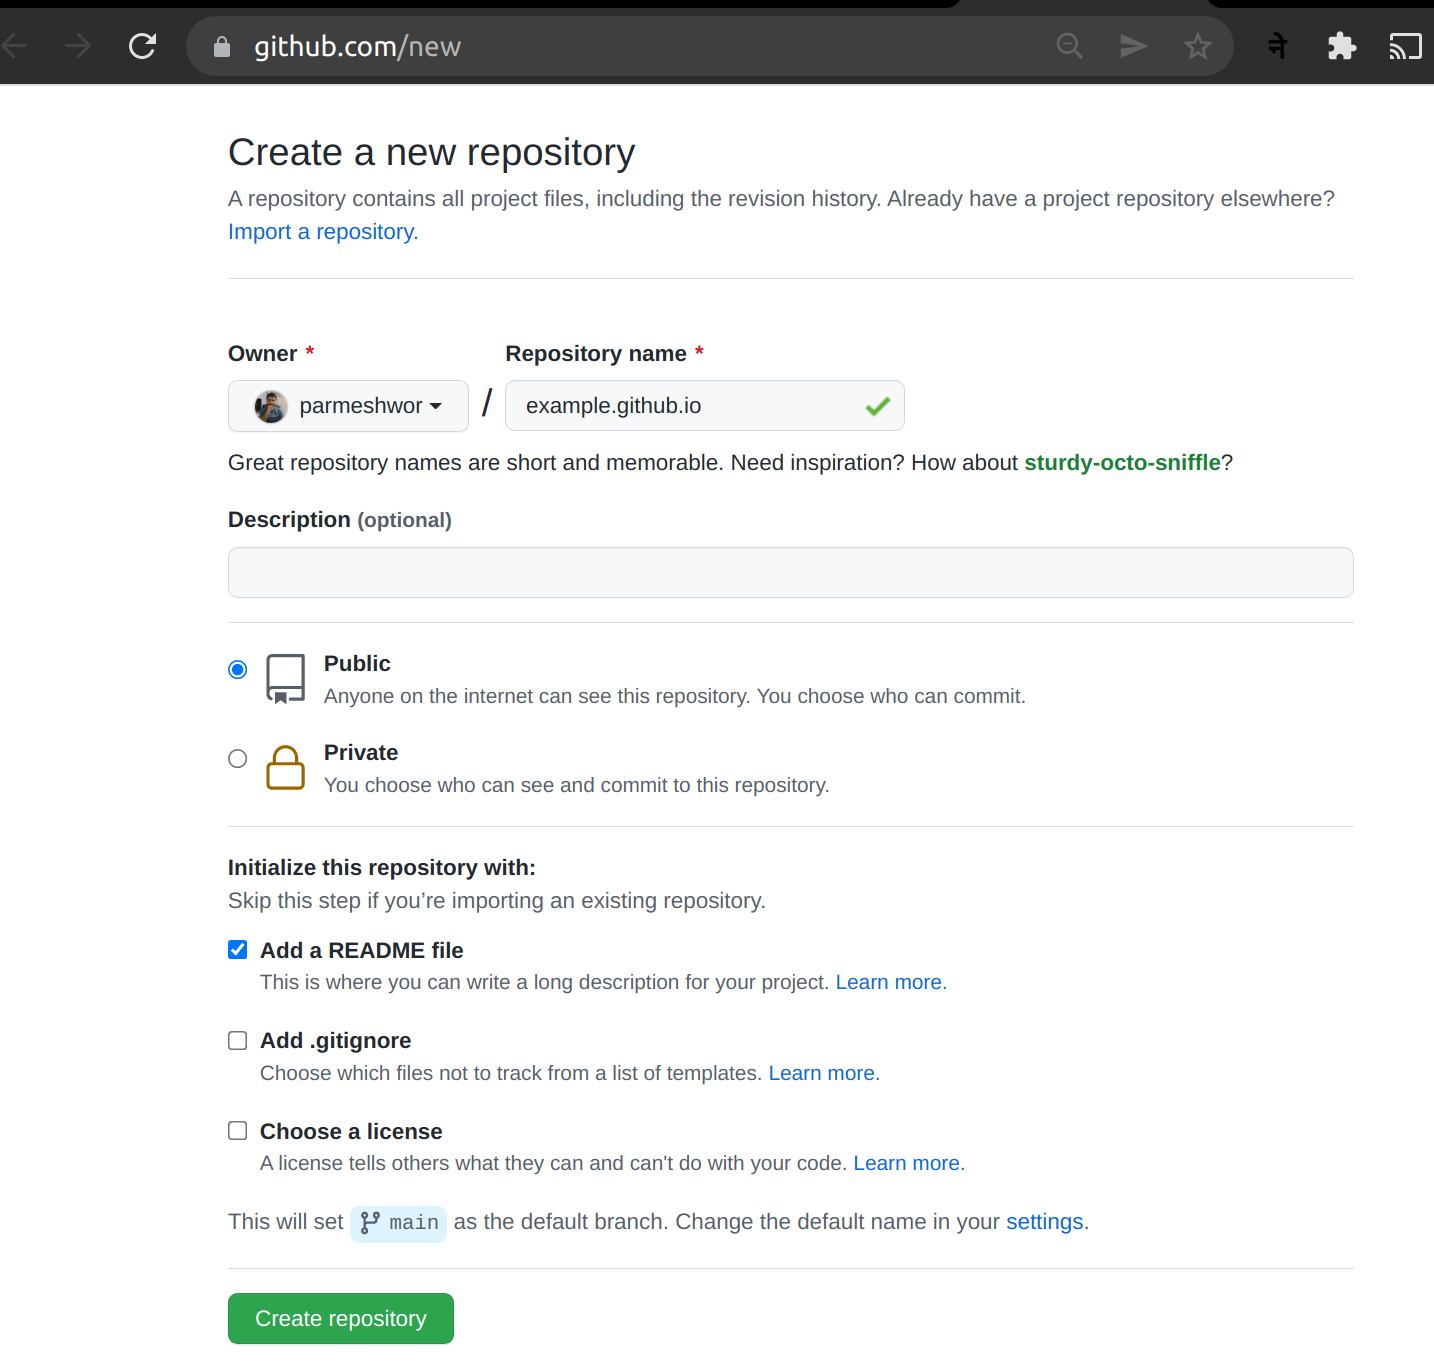 github.com/new
ने
Create a new repository
A repository contains all project files, including the revision history. Already have a project repository elsewhere?
Import a repository.
Owner * Repository name *
parmeshwor / example.github.io
Great repository names are short and memorable. Need inspiration? How about sturdy-octo-sniffle?
Description (optional)
Public
Anyone on the internet can see this repository. You choose who can commit.
Private
You choose who can see and commit to this repository.
Initialize this repository with:
Skip this step if you’re importing an existing repository.
Add a README file
This is where you can write a long description for your project. Learn more.
Add .gitignore
Choose which files not to track from a list of templates. Learn more.
Choose a license
A license tells others what they can and can't do with your code. Learn more.
This will set main as the default branch. Change the default name in your settings.
Create repository